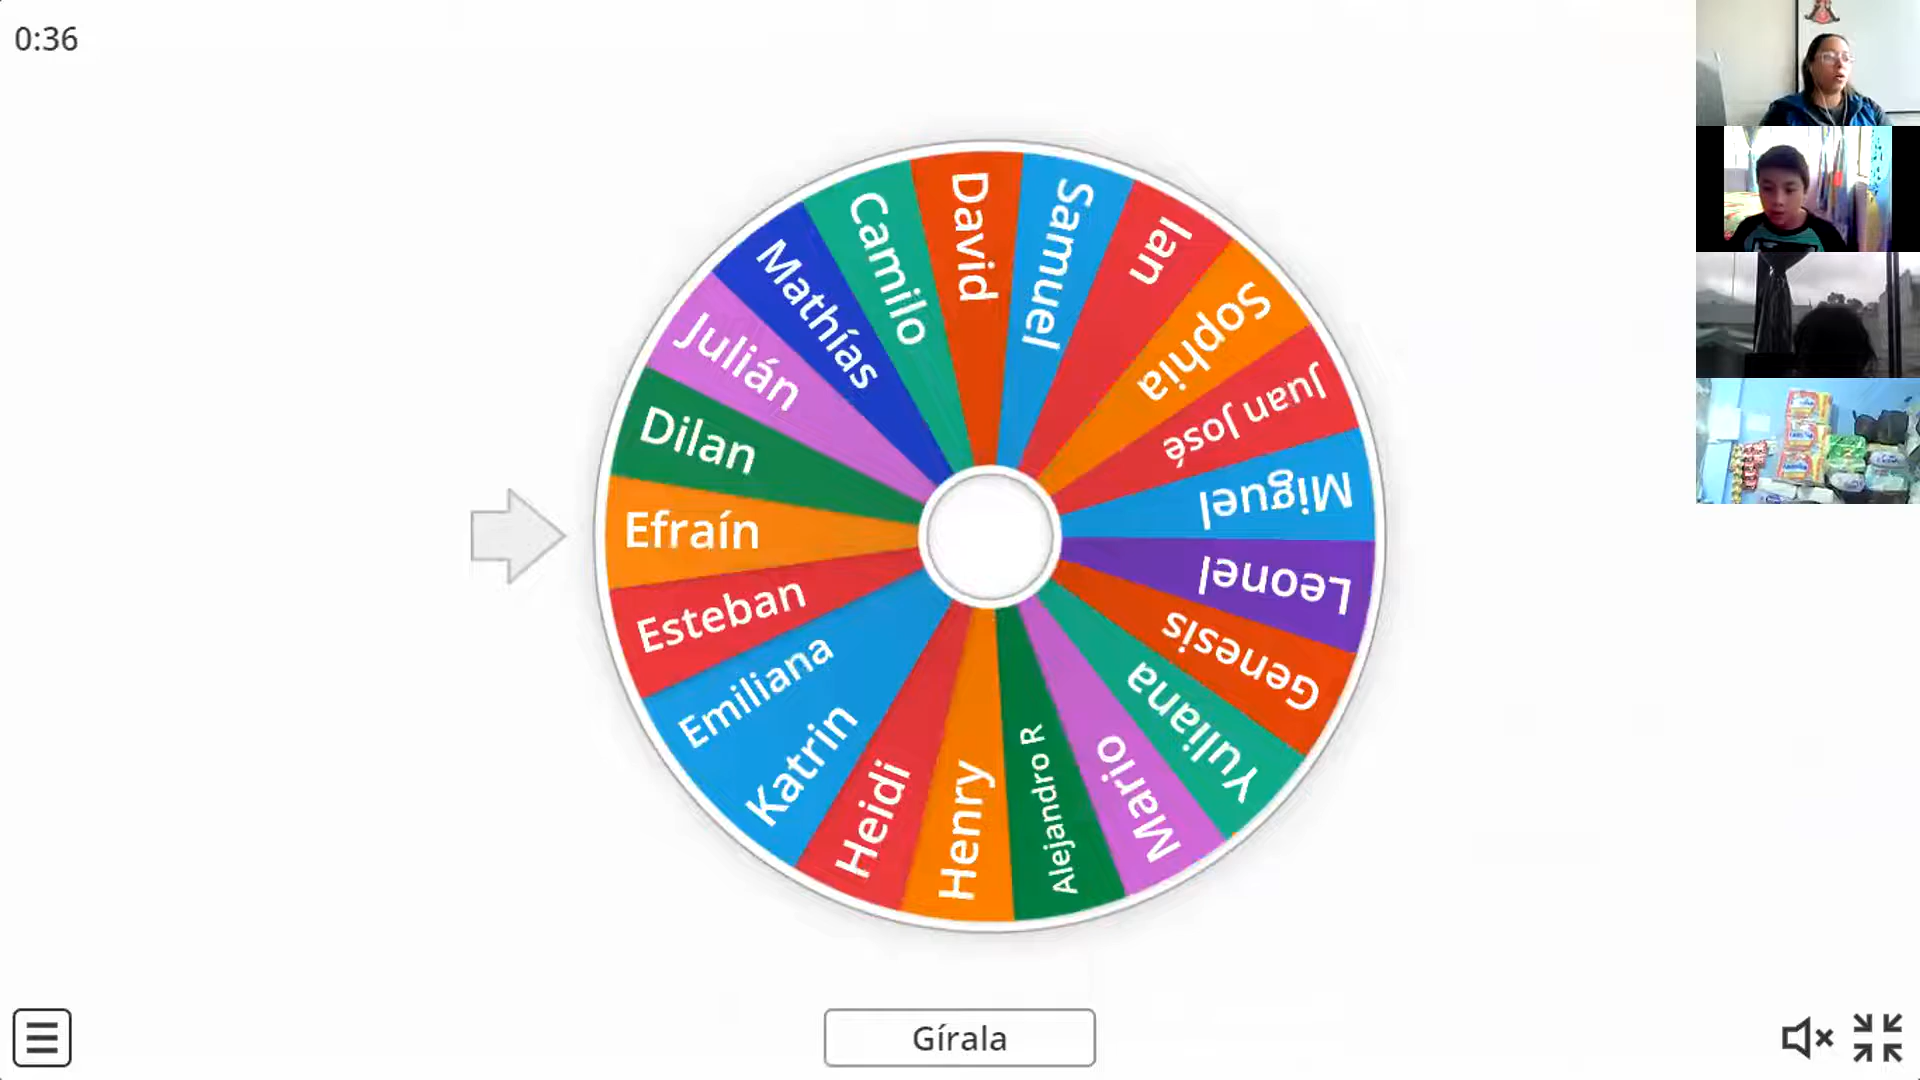 0:36
David
Samuel
Ian
Sophia
Juan José
Miguel
Leonel
Genesis
Yuliana
Mario
Alejandro R
Henry
Heidi
Katrin
Emiliana
Esteban
Efraín
Dilan
Julián
Mathías
Camilo
Gírala